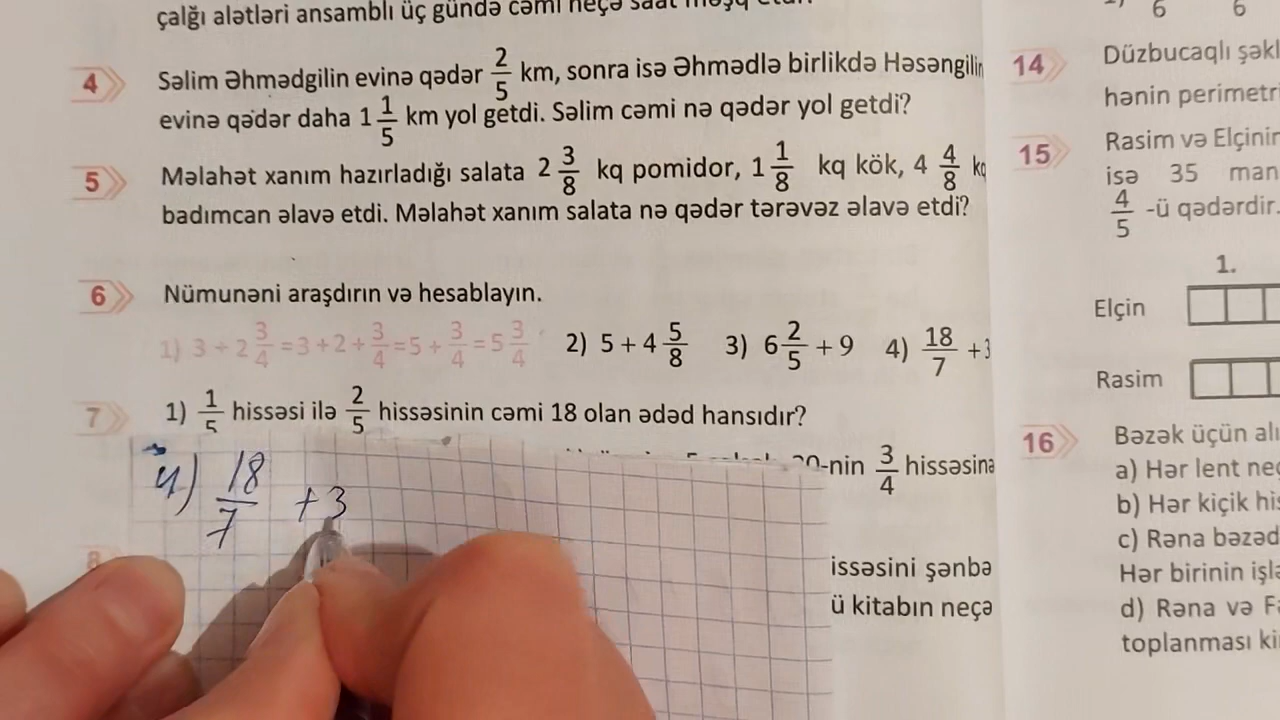 çalğı alətləri ansamblı üç gündə cəmi neçə saat məşq
4 Səlim Əhmədgilin evinə qədər 2/5 km, sonra isə Əhmədlə birlikdə Həsəngilin
evinə qədər daha 1 1/5 km yol getdi. Səlim cəmi nə qədər yol getdi?
5 Məlahət xanım hazırladığı salata 2 3/8 kq pomidor, 1 1/8 kq kök, 4 4/8 kq
badımcan əlavə etdi. Məlahət xanım salata nə qədər tərəvəz əlavə etdi?
6 Nümunəni araşdırın və hesablayın.
1) 3 + 2 3/4 = 3 + 2 + 3/4 = 5 + 3/4 = 5 3/4 2) 5 + 4 5/8 3) 6 2/5 + 9 4) 18/7 + 3
7 1) 1/5 hissəsi ilə 2/5 hissəsinin cəmi 18 olan ədəd hansıdır?
-nin 3/4 hissəsinə
4) 18/7 + 3
8
issəsini şənbə
ü kitabın neçə
6 6
14 Düzbucaqlı şəkl
hənin perimetri
15 Rasim və Elçinin
isə 35 man
4/5 -ü qədərdir.
1.
Elçin
Rasim
16 Bəzək üçün alı
a) Hər lent neç
b) Hər kiçik his
c) Rəna bəzəd
Hər birinin işlə
d) Rəna və Fə
toplanması ki